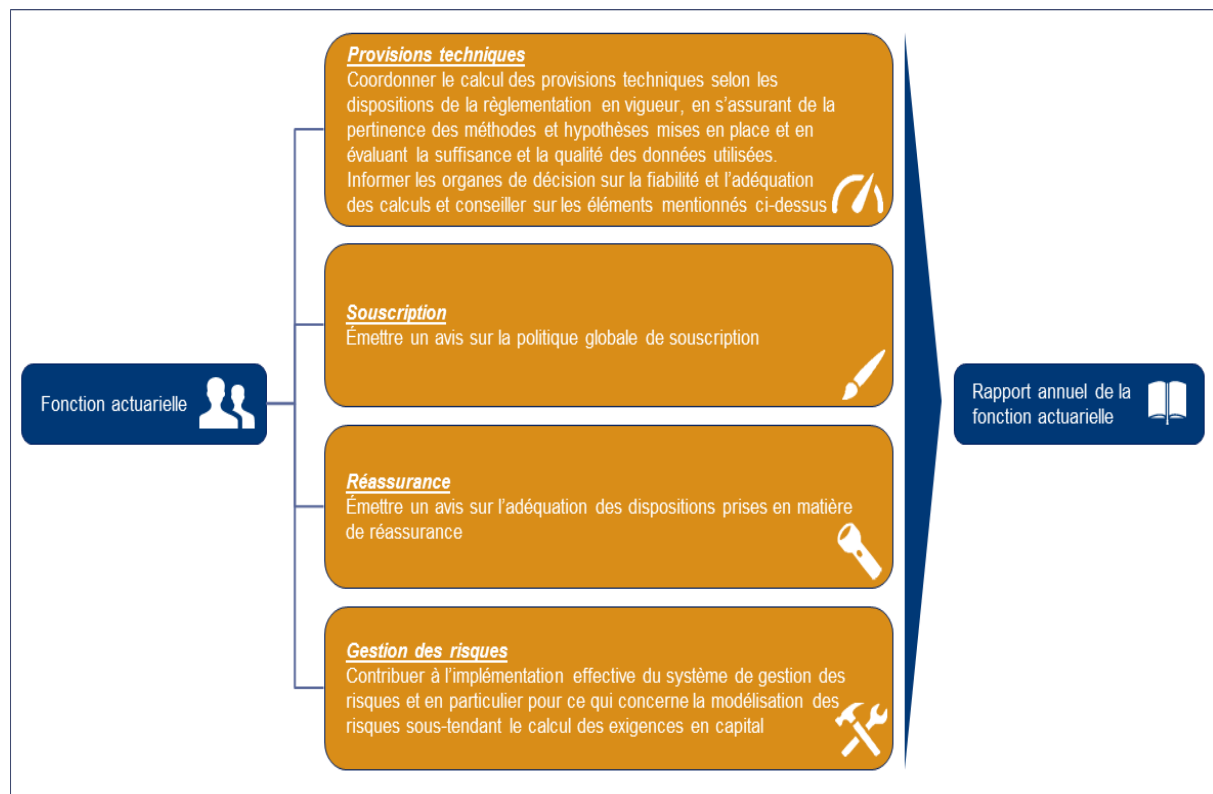 Provisions techniques
Coordonner le calcul des provisions techniques selon les
dispositions de la règlementation en vigueur, en s'assurant de la
pertinence des méthodes et hypothèses mises en place et en
évaluant la suffisance et la qualité des données utilisées.
Informer les organes de décision sur la fiabilité et l'adéquation
des calculs et conseiller sur les éléments mentionnés ci-dessus
Souscription
Émettre un avis sur la politique globale de souscription
Fonction actuarielle
Rapport annuel de la
fonction actuarielle
Réassurance
Émettre un avis sur l'adéquation des dispositions prises en matière
de réassurance
Gestion des risques
Contribuer à l'implémentation effective du système de gestion des
risques et en particulier pour ce qui concerne la modélisation des
risques sous-tendant le calcul des exigences en capital